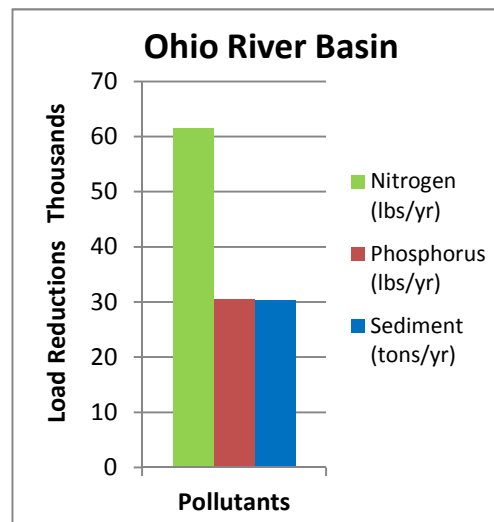 Ohio River Basin
Load Reductions Thousands
70
60
50
40
30
20
10
0
Pollutants
Nitrogen
(lbs/yr)
Phosphorus
(lbs/yr)
Sediment
(tons/yr)